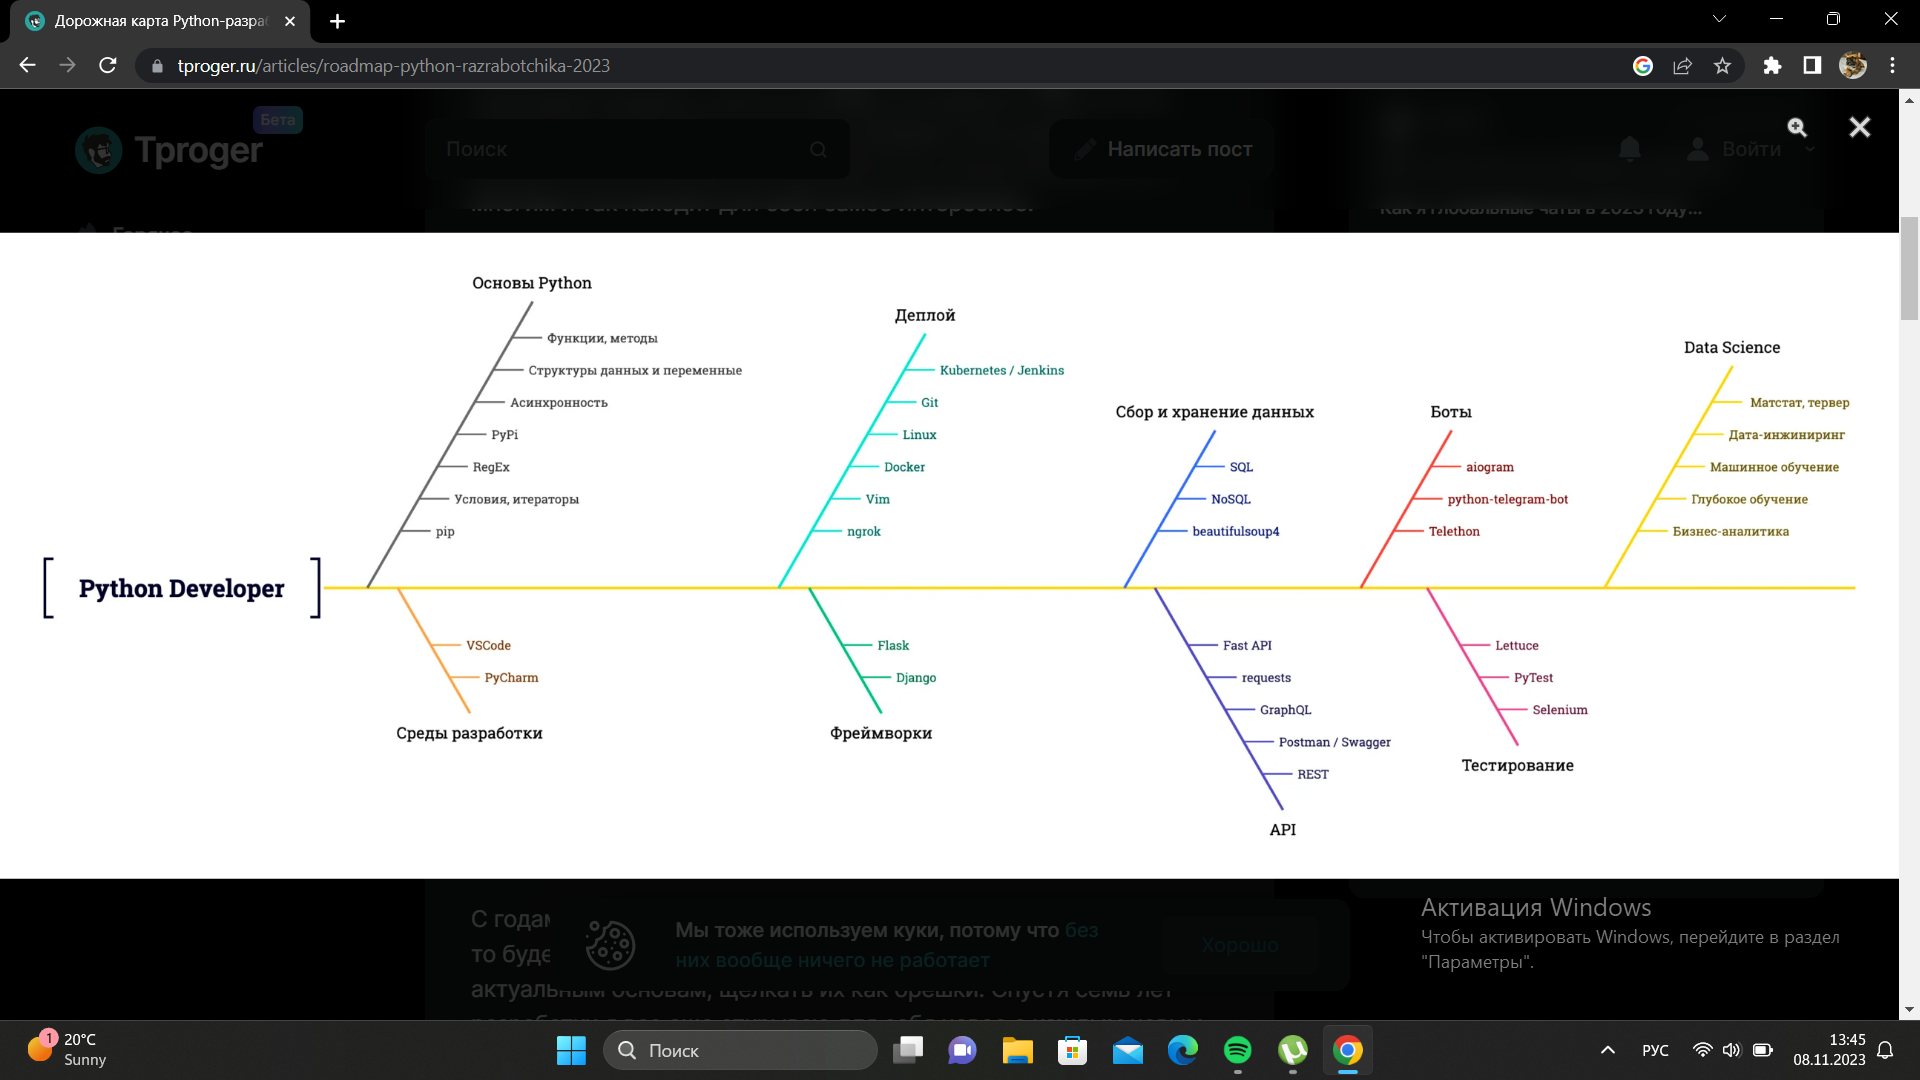 Дорожная карта Python-разра
tproger.ru/articles/roadmap-python-razrabotchika-2023
Бета
Tproger
Поиск
Написать пост
Войти
Основы Python
Функции, методы
Структуры данных и переменные
Асинхронность
PyPi
RegEx
Условия, итераторы
pip
Деплой
Kubernetes / Jenkins
Git
Linux
Docker
Vim
ngrok
Сбор и хранение данных
SQL
NoSQL
beautifulsoup4
Боты
aiogram
python-telegram-bot
Telethon
Data Science
Матстат, тервер
Дата-инжиниринг
Машинное обучение
Глубокое обучение
Бизнес-аналитика
Python Developer
VSCode
PyCharm
Среды разработки
Flask
Django
Фреймворки
Fast API
requests
GraphQL
Postman / Swagger
REST
API
Lettuce
PyTest
Selenium
Тестирование
С годам
то буде
Мы тоже используем куки, потому что без
них вообще ничего не работает
Хорошо
актуальным основам, щелкать их как орешки. Спустя семь лет
Активация Windows
Чтобы активировать Windows, перейдите в раздел
"Параметры".
1
20°C
Sunny
Поиск
РУС
13:45
08.11.2023